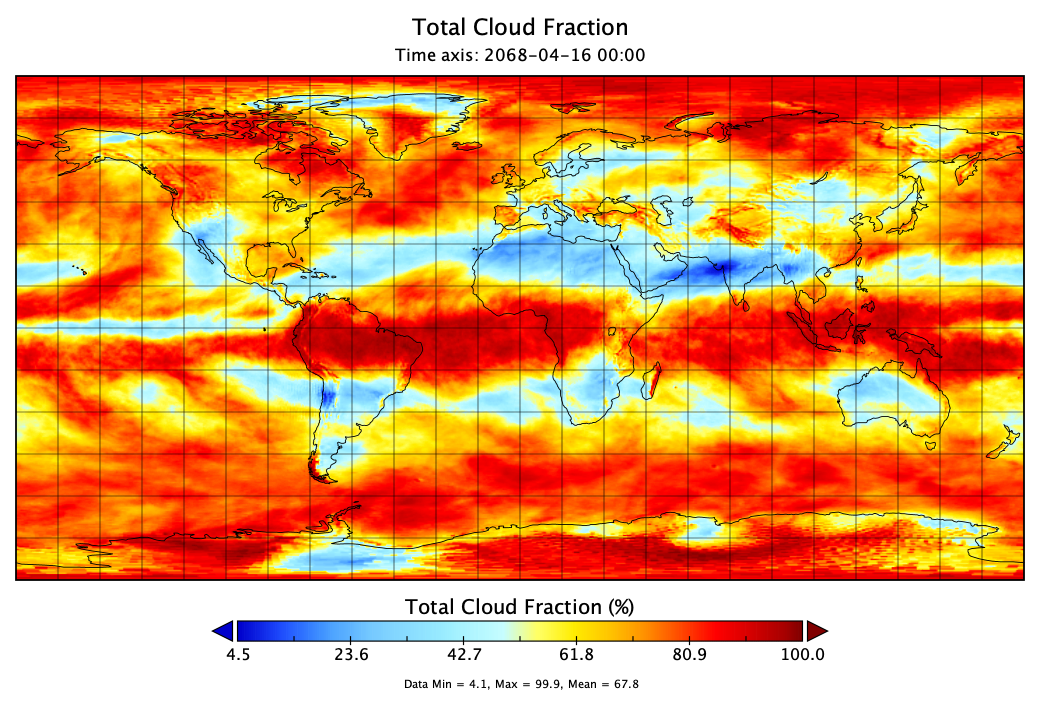 Total Cloud Fraction
Time axis: 2068-04-16 00:00
Total Cloud Fraction (%)
4.5 23.6 42.7 61.8 80.9 100.0
Data Min = 4.1, Max = 99.9, Mean = 67.8